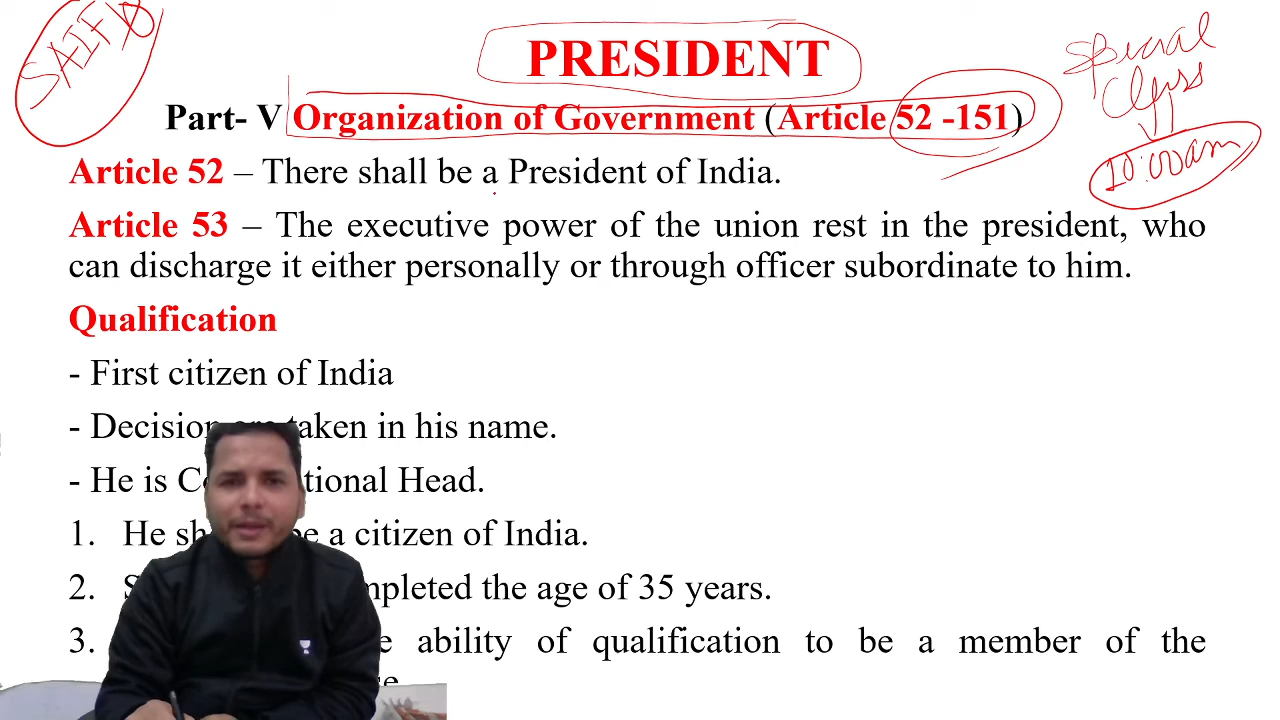 SAIF
PRESIDENT
Special
Class
10:00am
Part- V Organization of Government (Article 52 -151)
Article 52 – There shall be a President of India.
Article 53 – The executive power of the union rest in the president, who
can discharge it either personally or through officer subordinate to him.
Qualification
- First citizen of India
- Decision are taken in his name.
- He is tional Head.
1. He be a citizen of India.
2. the age of 35 years.
3. ability of qualification to be a member of the